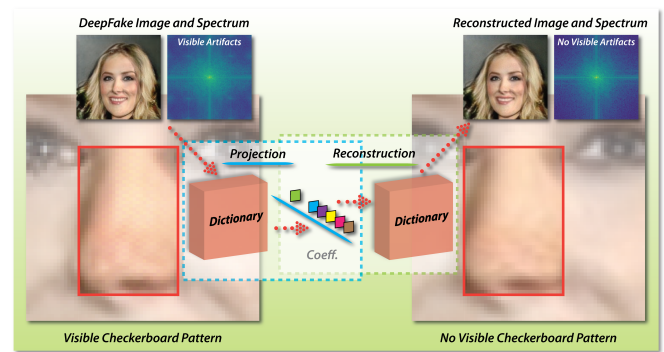 DeepFake Image and Spectrum
Reconstructed Image and Spectrum
Visible Artifacts
No Visible Artifacts
Projection
Reconstruction
Dictionary
Dictionary
Coeff.
Visible Checkerboard Pattern
No Visible Checkerboard Pattern